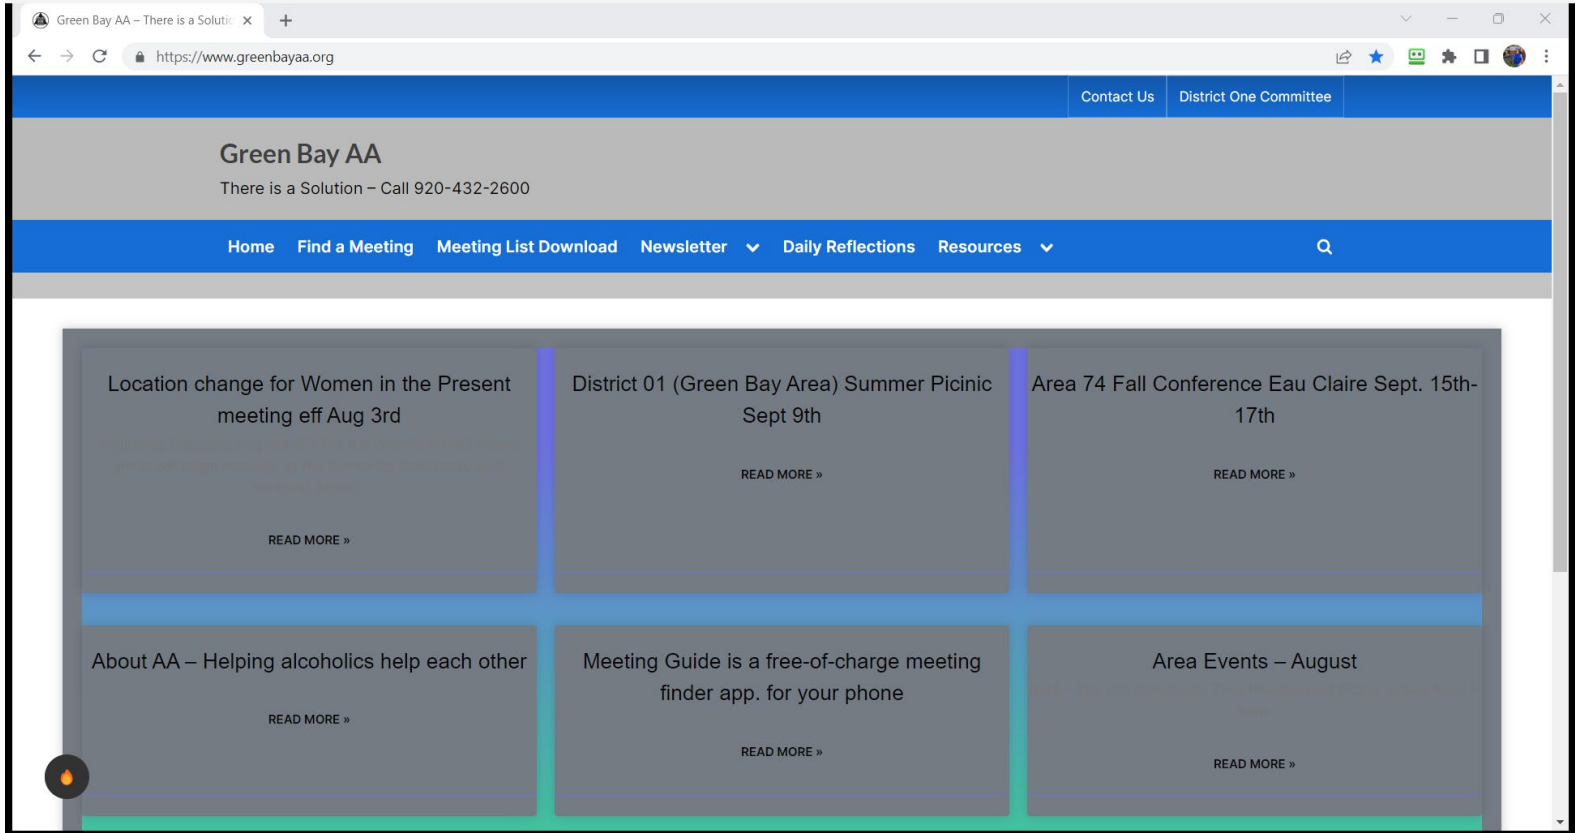 Green Bay AA – There is a Solutio
https://www.greenbayaa.org
Contact Us
District One Committee
Green Bay AA
There is a Solution – Call 920-432-2600
Home
Find a Meeting
Meeting List Download
Newsletter
Daily Reflections
Resources
Location change for Women in the Present
meeting eff Aug 3rd
READ MORE »
District 01 (Green Bay Area) Summer Picinic
Sept 9th
READ MORE »
Area 74 Fall Conference Eau Claire Sept. 15th-
17th
READ MORE »
About AA – Helping alcoholics help each other
READ MORE »
Meeting Guide is a free-of-charge meeting
finder app. for your phone
READ MORE »
Area Events – August
READ MORE »